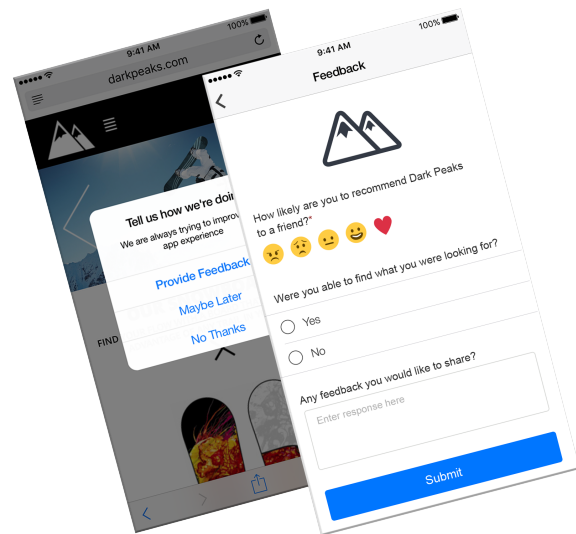 9:41 AM
100%
darkpeaks.com
Tell us how we're doin
We are always trying to improv
app experience
Provide Feedback
Maybe Later
No Thanks
FIND
9:41 AM
100%
Feedback
How likely are you to recommend Dark Peaks
to a friend?*
Were you able to find what you were looking for?
Yes
No
Any feedback you would like to share?
Enter response here
Submit